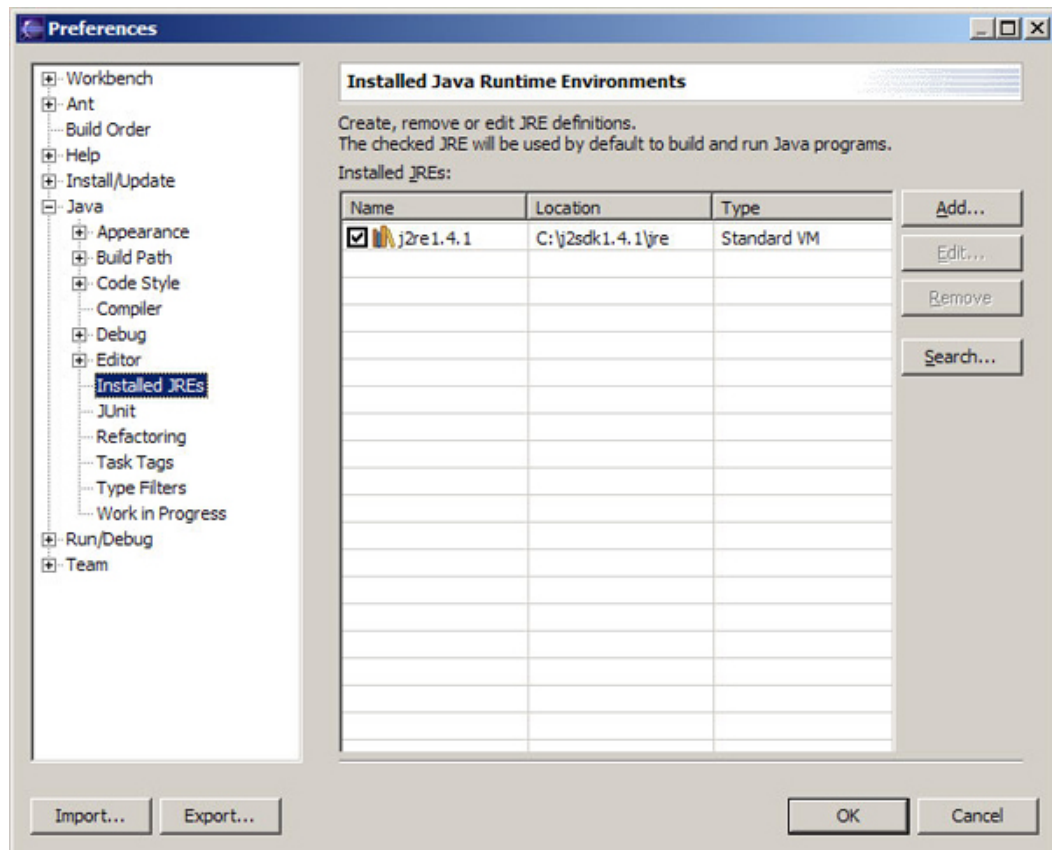 Preferences
Workbench
Ant
Build Order
Help
Install/Update
Java
Appearance
Build Path
Code Style
Compiler
Debug
Editor
Installed JREs
JUnit
Refactoring
Task Tags
Type Filters
Work in Progress
Run/Debug
Team
Installed Java Runtime Environments
Create, remove or edit JRE definitions.
The checked JRE will be used by default to build and run Java programs.
Installed JREs:
Name Location Type
j2re1.4.1 C:\j2sdk1.4.1\jre Standard VM
Add...
Edit...
Remove
Search...
Import... Export... OK Cancel